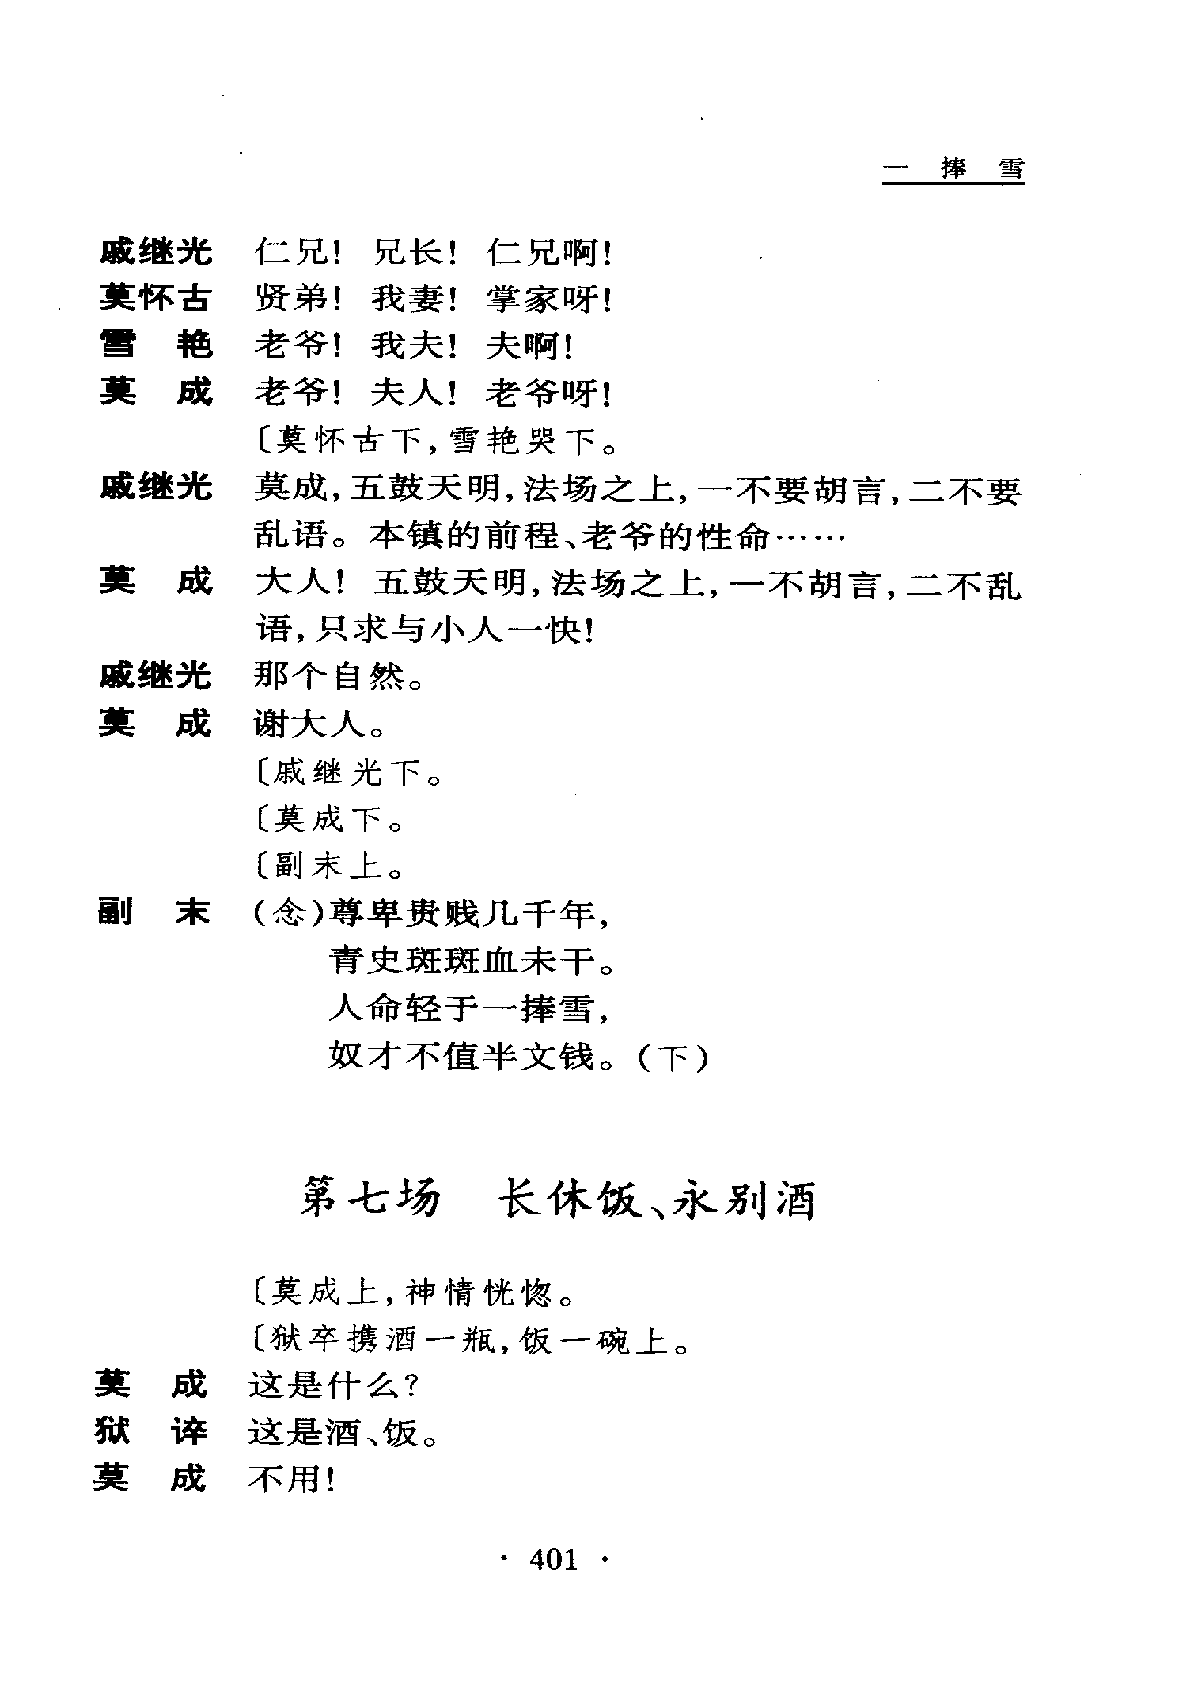 一 捧 雪
戚继光 仁兄! 兄长! 仁兄啊!
莫怀古 贤弟! 我妻! 掌家呀!
雪 艳 老爷! 我夫! 夫啊!
莫 成 老爷! 夫人! 老爷呀!
〔莫怀古下,雪艳哭下。
戚继光 莫成,五鼓天明,法场之上,一不要胡言,二不要
乱语。本镇的前程、老爷的性命……
莫 成 大人! 五鼓天明,法场之上,一不胡言,二不乱
语,只求与小人一快!
戚继光 那个自然。
莫 成 谢大人。
〔戚继光下。
〔莫成下。
〔副末上。
副 末 (念)尊卑贵贱几千年,
青史斑斑血未干。
人命轻于一捧雪,
奴才不值半文钱。(下)
第七场 长休饭、永别酒
〔莫成上,神情恍惚。
〔狱卒携酒一瓶,饭一碗上。
莫 成 这是什么?
狱 谇 这是酒、饭。
莫 成 不用!
· 401 ·